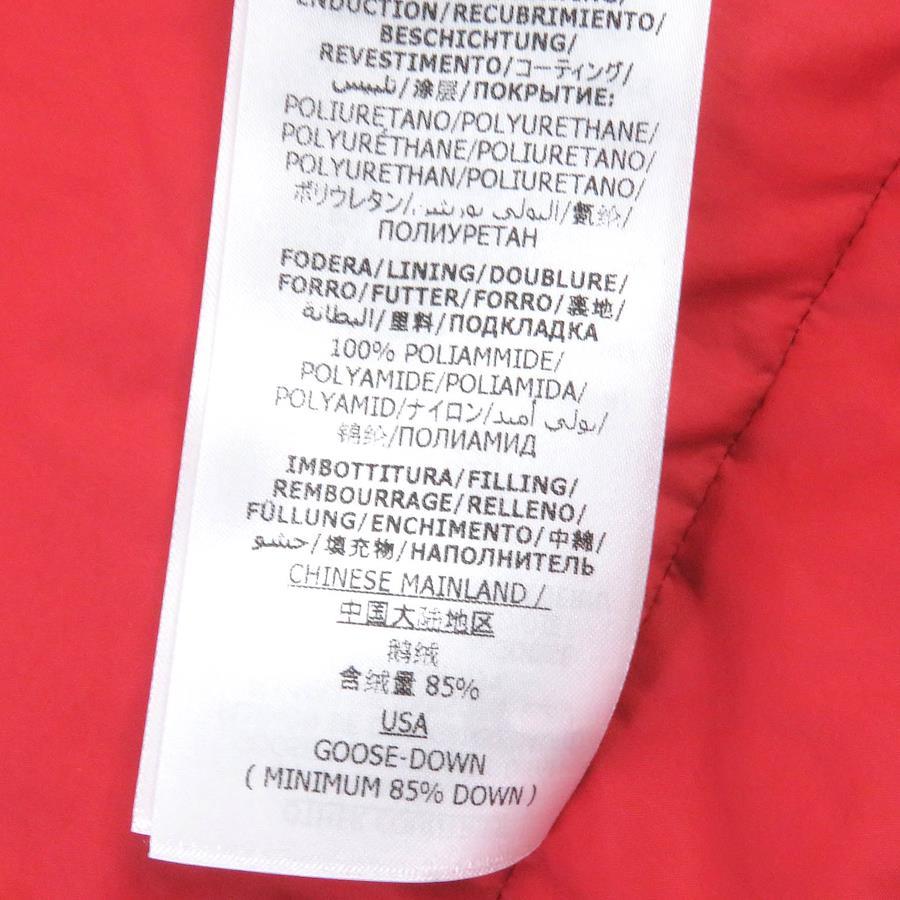 ENDUCTION/RECUBRIMIENTO/
BESCHICHTUNG/
REVESTIMENTO/コーティング/
تلبيس/涂层/ПОКРЫТИЕ:
POLIURETANO/POLYURETHANE/
POLYURÉTHANE/POLIURETANO/
POLYURETHAN/POLIURETANO/
ポリウレタン/البولي يوريثين/氨纶/
ПОЛИУРЕТАН
FODERA/LINING/DOUBLURE/
FORRO/FUTTER/FORRO/裏地/
البطانة/里料/ПОДКЛАДКА
100% POLIAMMIDE/
POLYAMIDE/POLIAMIDA/
POLYAMID/ナイロン/بولي أميد/
锦纶/ПОЛИАМИД
IMBOTTITURA/FILLING/
REMBOURRAGE/RELLENO/
FÜLLUNG/ENCHIMENTO/中綿/
حشو/填充物/НАПОЛНИТЕЛЬ
CHINESE MAINLAND /
中国大陆地区
鹅绒
含绒量 85%
USA
GOOSE-DOWN
( MINIMUM 85% DOWN )